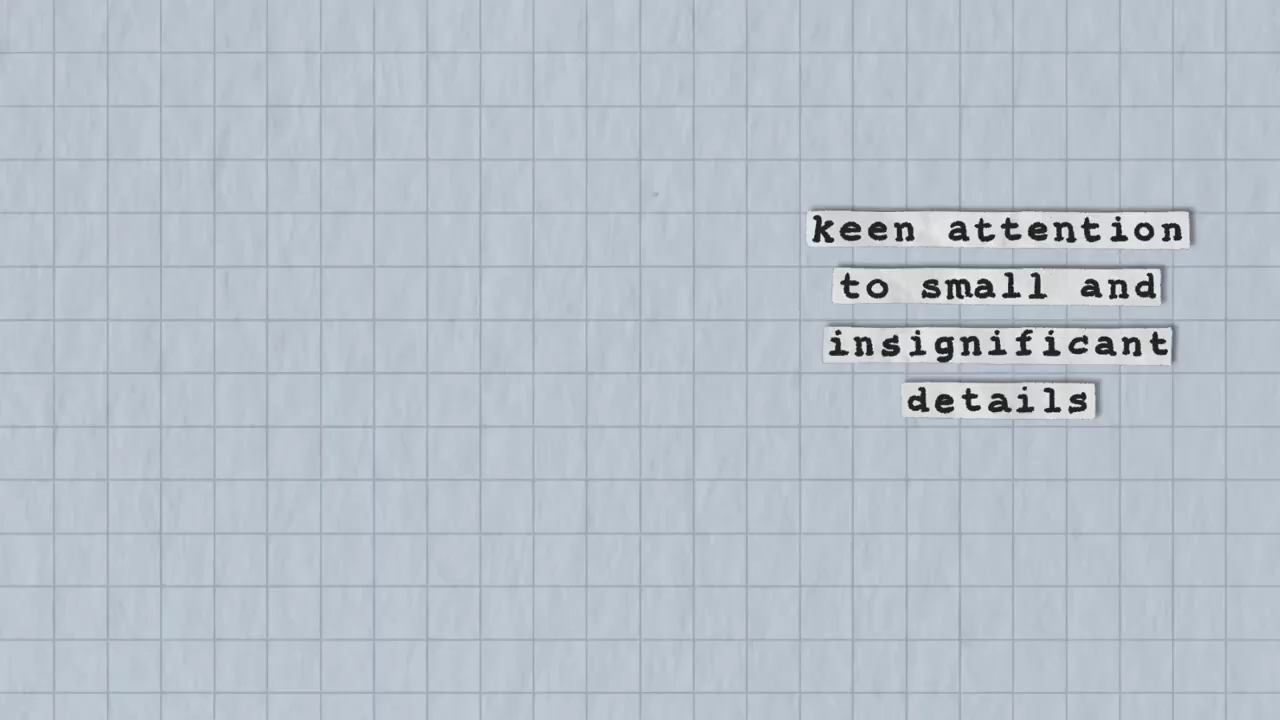 keen attention
to small and
insignificant
details